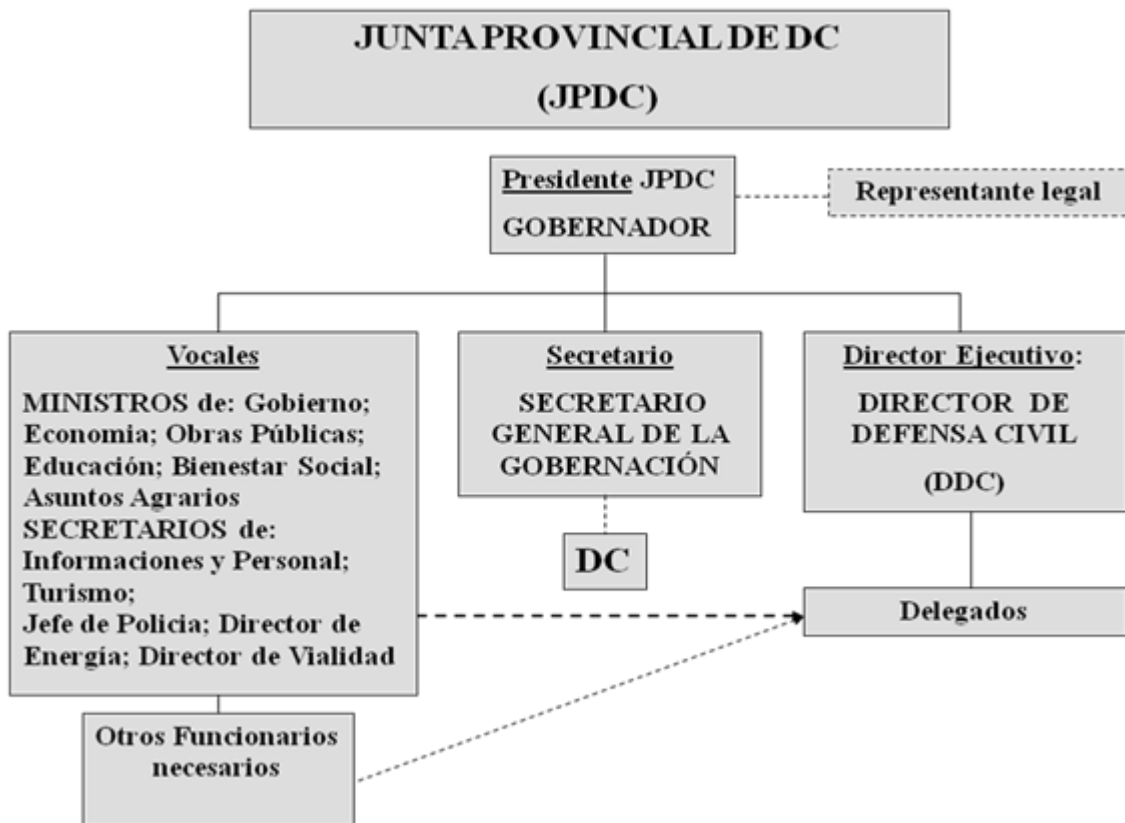 JUNTA PROVINCIAL DE DC
(JPDC)
Presidente JPDC
GOBERNADOR
Representante legal
Vocales
MINISTROS de: Gobierno;
Economia; Obras Públicas;
Educación; Bienestar Social;
Asuntos Agrarios
SECRETARIOS de:
Informaciones y Personal;
Turismo;
Jefe de Policia; Director de
Energía; Director de Vialidad
Secretario
SECRETARIO
GENERAL DE LA
GOBERNACIÓN
Director Ejecutivo:
DIRECTOR DE
DEFENSA CIVIL
(DDC)
DC
Delegados
Otros Funcionarios
necesarios